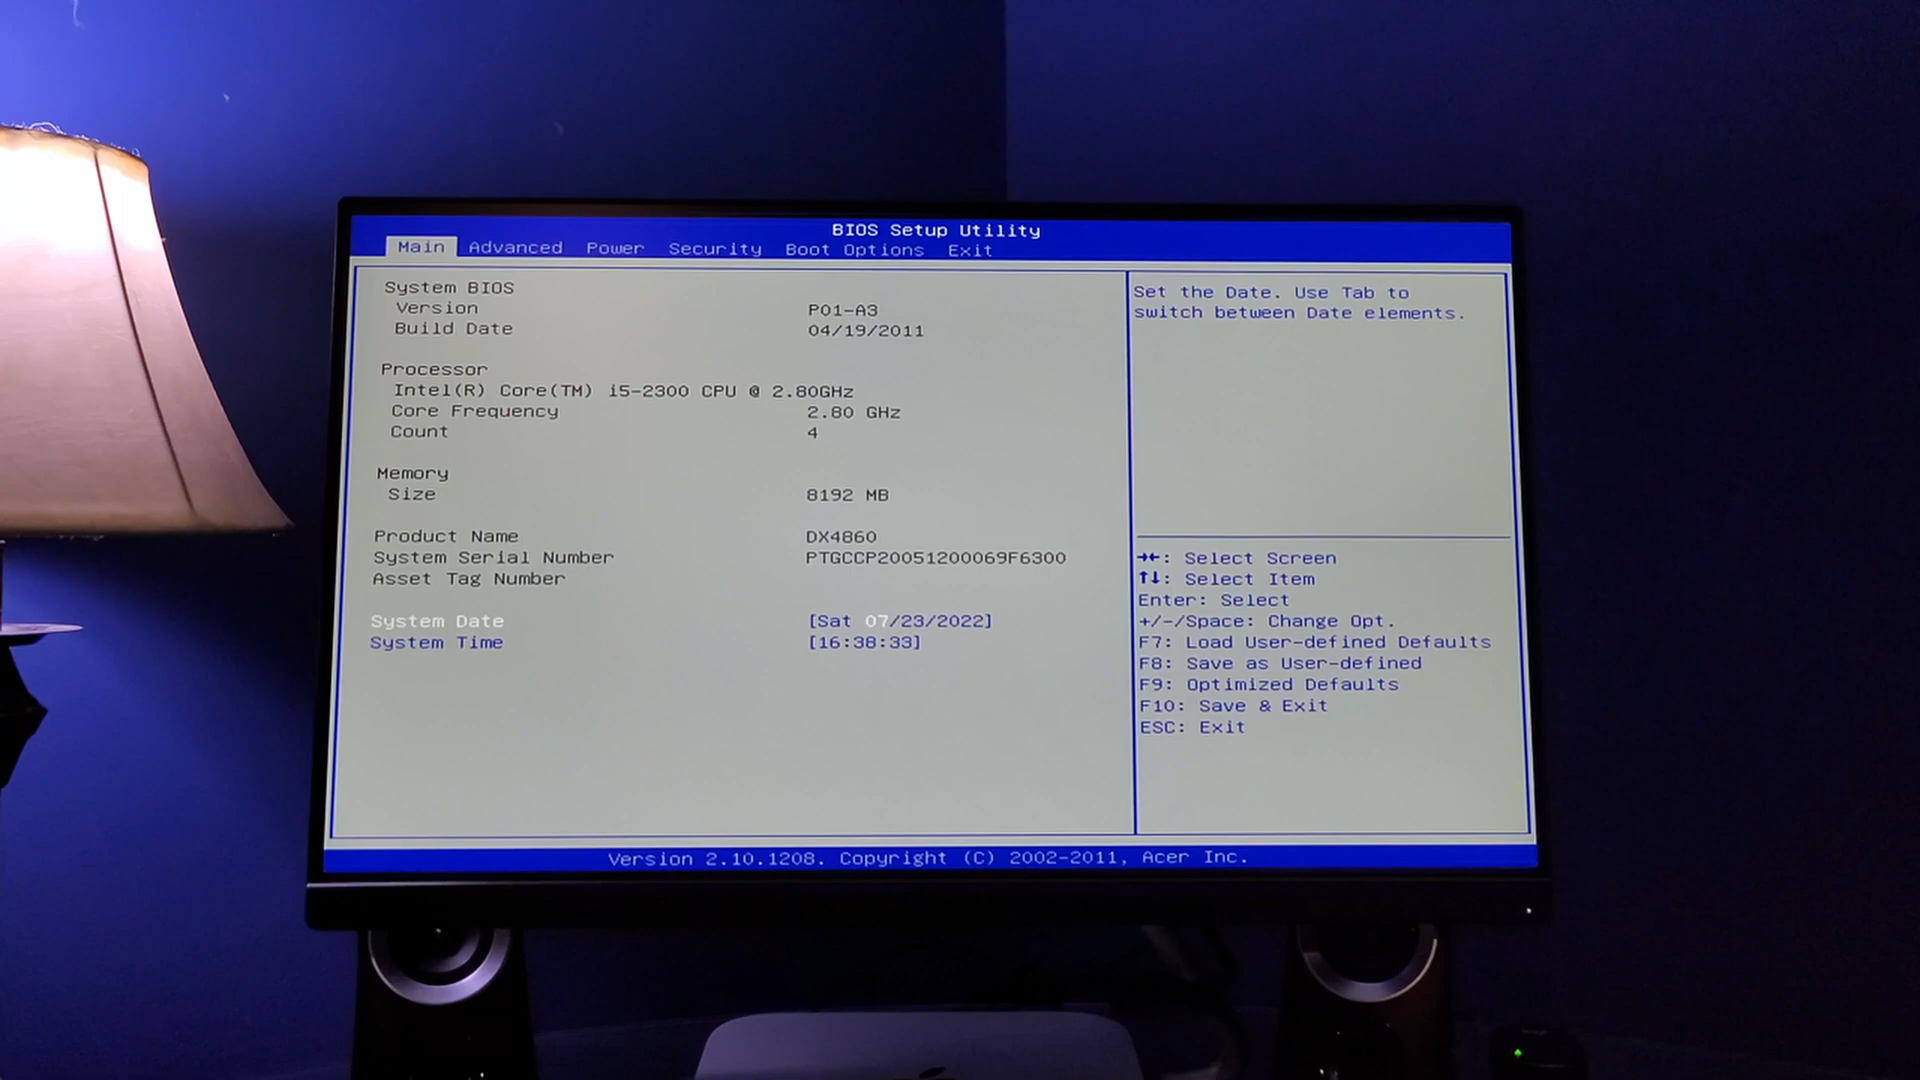 BIOS Setup Utility
Main Advanced Power Security Boot Options Exit
System BIOS
Version P01-A3
Build Date 04/19/2011
Processor
Intel(R) Core(TM) i5-2300 CPU @ 2.80GHz
Core Frequency 2.80 GHz
Count 4
Memory
Size 8192 MB
Product Name DX4860
System Serial Number PTGCCP20051200069F6300
Asset Tag Number
System Date [Sat 07/23/2022]
System Time [16:38:33]
Set the Date. Use Tab to
switch between Date elements.
→←: Select Screen
↑↓: Select Item
Enter: Select
+/-/Space: Change Opt.
F7: Load User-defined Defaults
F8: Save as User-defined
F9: Optimized Defaults
F10: Save & Exit
ESC: Exit
Version 2.10.1208. Copyright (C) 2002-2011, Acer Inc.